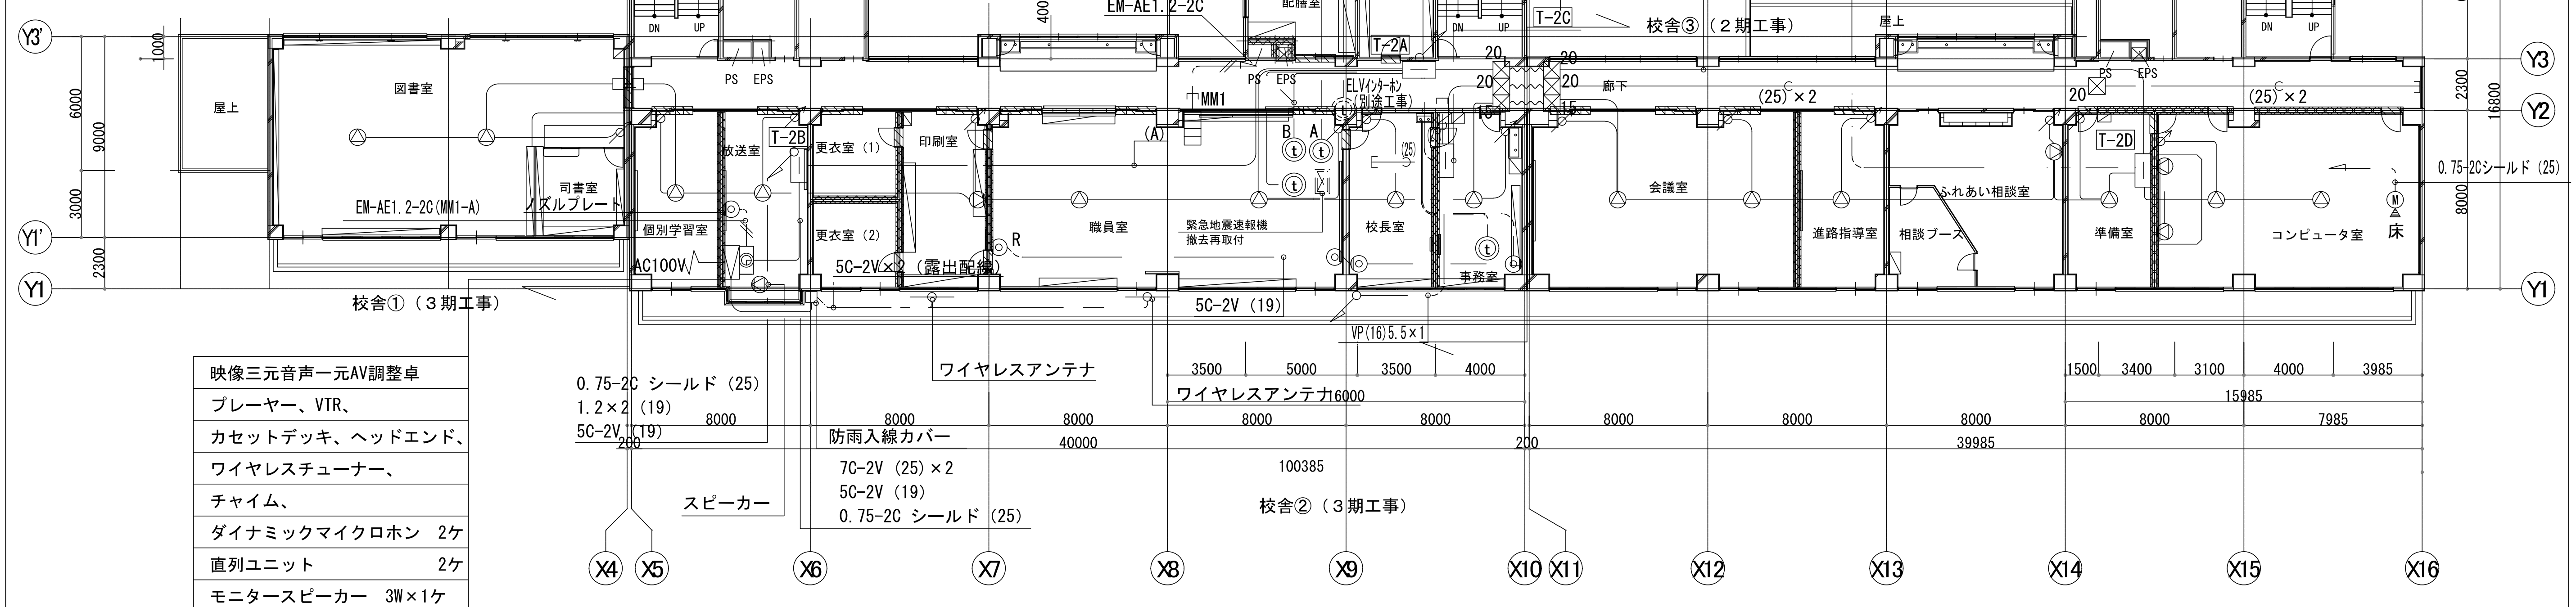 EM-AE1.2-2C
配膳室
T-2C
校舎③（２期工事）
屋上
DN
UP
DN
UP
DN
UP
400
Y3'
1000
T-2A
20
20
PS
EPS
PS
EPS
PS
EPS
Y3
図書室
屋上
6000
9000
MM1
ELVインターホン
（別途工事）
20
20
廊下
(25)×2
20
(25)×2
2300
16800
15
15
Y2
T-2B
放送室
更衣室（1）
印刷室
(A)
B
A
t
t
t
(25)
T-2D
0.75-2Cシールド（25）
司書室
ノズルプレート
EM-AE1.2-2C(MM1-A)
会議室
ふれあい相談室
M
3000
8000
Y1'
個別学習室
更衣室（2）
R
職員室
緊急地震速報機
撤去再取付
校長室
t
進路指導室
相談ブース
準備室
コンピュータ室
床
AC100V
5C-2V×2（露出配線）
事務室
2300
Y1
Y1
校舎①（３期工事）
5C-2V（19）
VP(16)5.5×1
映像三元音声一元AV調整卓
プレーヤー、VTR、
カセットデッキ、ヘッドエンド、
ワイヤレスチューナー、
チャイム、
ダイナミックマイクロホン　2ケ
直列ユニット　2ケ
モニタースピーカー　3W×1ケ
0.75-2C シールド（25）
1.2×2（19）
5C-2V（19）
ワイヤレスアンテナ
ワイヤレスアンテナ
3500
5000
3500
4000
16000
1500
3400
3100
4000
3985
15985
8000
8000
8000
8000
8000
8000
8000
8000
8000
7985
200
40000
200
39985
100385
防雨入線カバー
7C-2V（25）×2
5C-2V（19）
0.75-2C シールド（25）
スピーカー
校舎②（３期工事）
X4
X5
X6
X7
X8
X9
X10
X11
X12
X13
X14
X15
X16